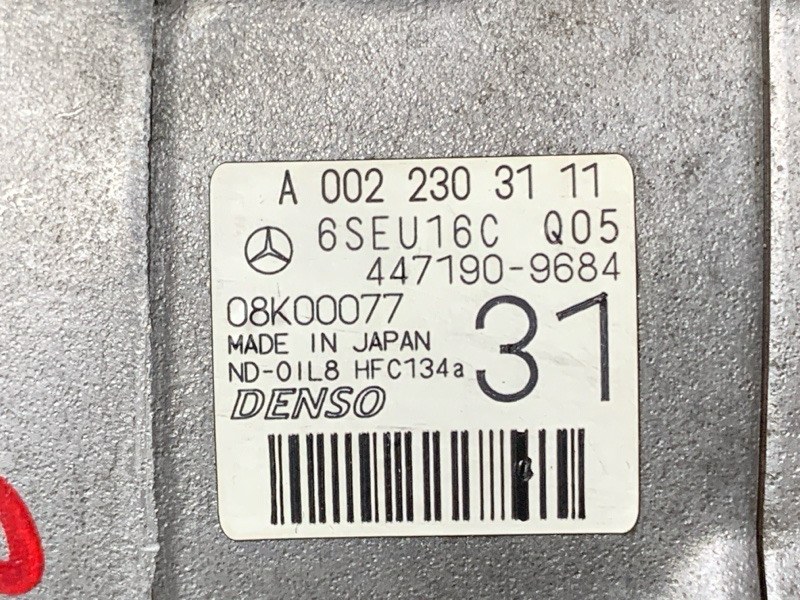 A 002 230 31 11
6SEU16C Q05
447190-9684
08K00077
MADE IN JAPAN
ND-OIL8 HFC134a
31
DENSO